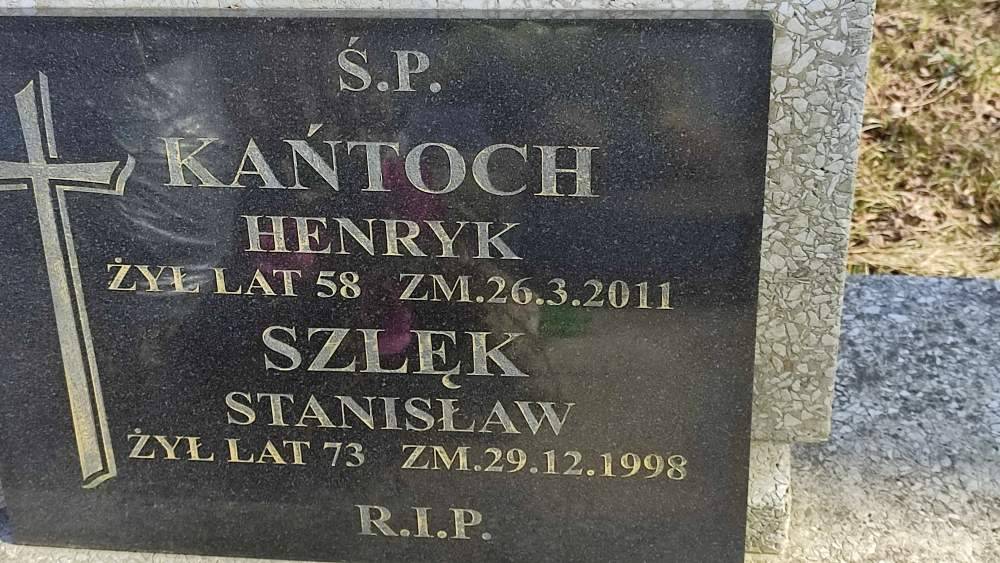 Ś.P.
KAŃTOCH
HENRYK
ŻYŁ LAT 58 ZM.26.3.2011
SZLĘK
STANISŁAW
ŻYŁ LAT 73 ZM.29.12.1998
R.I.P.